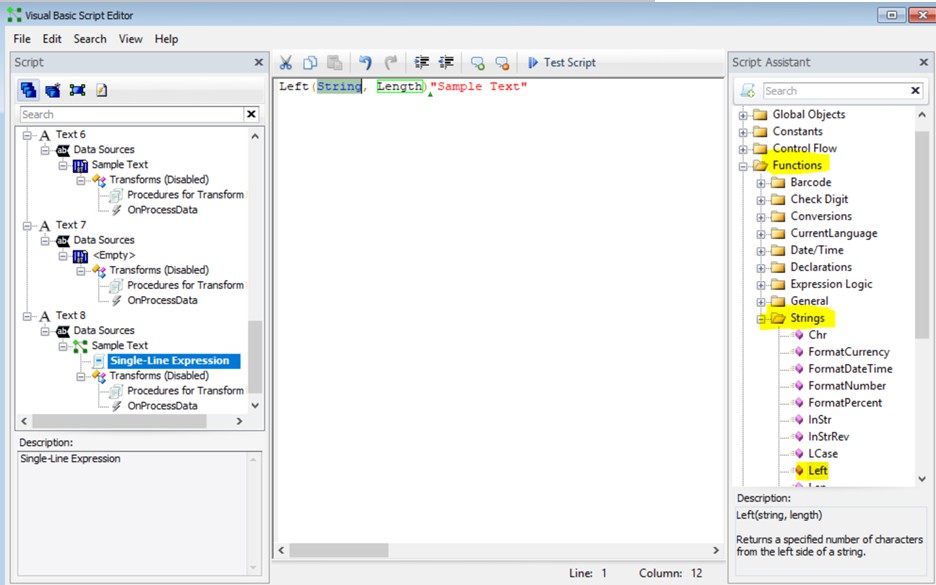 Visual Basic Script Editor
File Edit Search View Help
Script
Search
Text 6
Data Sources
Sample Text
Transforms (Disabled)
Procedures for Transform
OnProcessData
Text 7
Data Sources
<Empty>
Transforms (Disabled)
Procedures for Transform
OnProcessData
Text 8
Data Sources
Sample Text
Single-Line Expression
Transforms (Disabled)
Procedures for Transform
OnProcessData
Description:
Single-Line Expression
Test Script
Left(String, Length)"Sample Text"
Line: 1 Column: 12
Script Assistant
Search
Global Objects
Constants
Control Flow
Functions
Barcode
Check Digit
Conversions
CurrentLanguage
Date/Time
Declarations
Expression Logic
General
Strings
Chr
FormatCurrency
FormatDateTime
FormatNumber
FormatPercent
InStr
InStrRev
LCase
Left
Description:
Left(string, length)
Returns a specified number of characters
from the left side of a string.